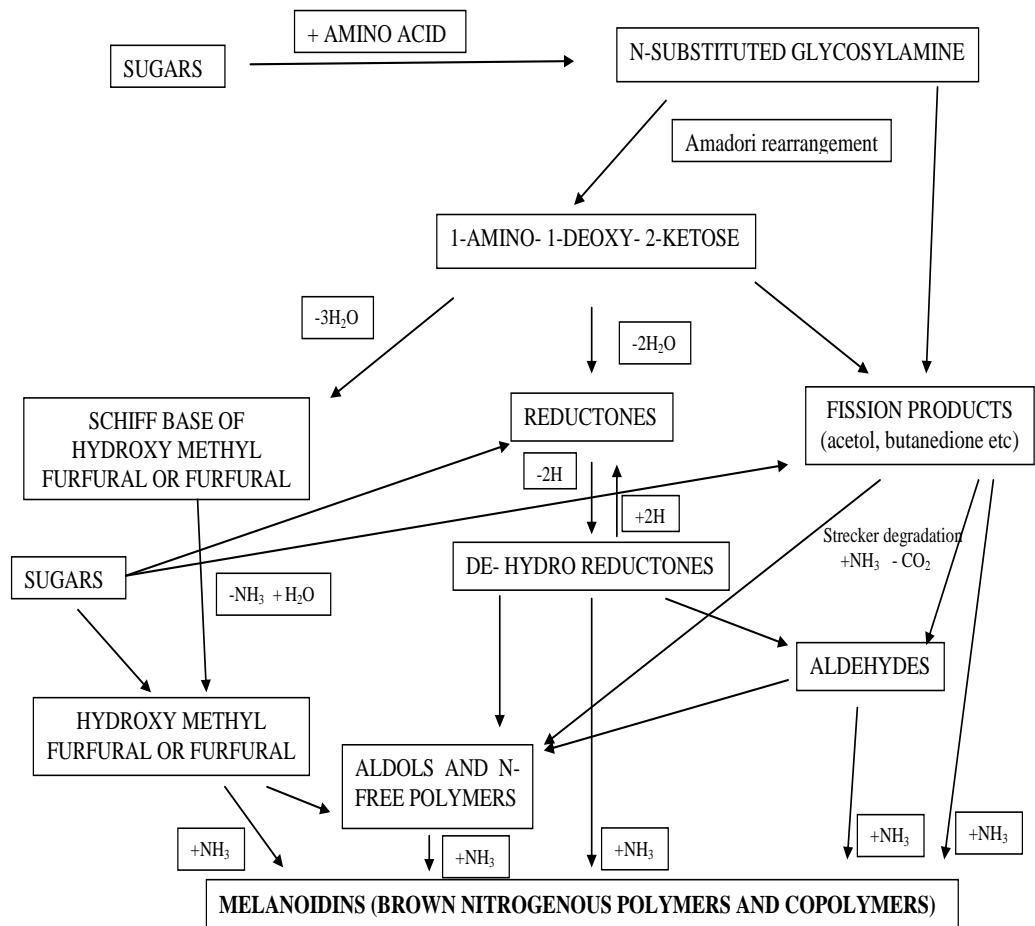 + AMINO ACID
SUGARS
N-SUBSTITUTED GLYCOSYLAMINE
Amadori rearrangement
1-AMINO- 1-DEOXY- 2-KETOSE
-3H₂O
-2H₂O
SCHIFF BASE OF
HYDROXY METHYL
FURFURAL OR FURFURAL
REDUCTONES
FISSION PRODUCTS
(acetol, butanedione etc)
-2H
+2H
Strecker degradation
+NH₃ - CO₂
SUGARS
DE- HYDRO REDUCTONES
-NH₃ + H₂O
ALDEHYDES
HYDROXY METHYL
FURFURAL OR FURFURAL
ALDOLS AND N-
FREE POLYMERS
+NH₃
+NH₃
+NH₃
+NH₃
+NH₃
MELANOIDINS (BROWN NITROGENOUS POLYMERS AND COPOLYMERS)